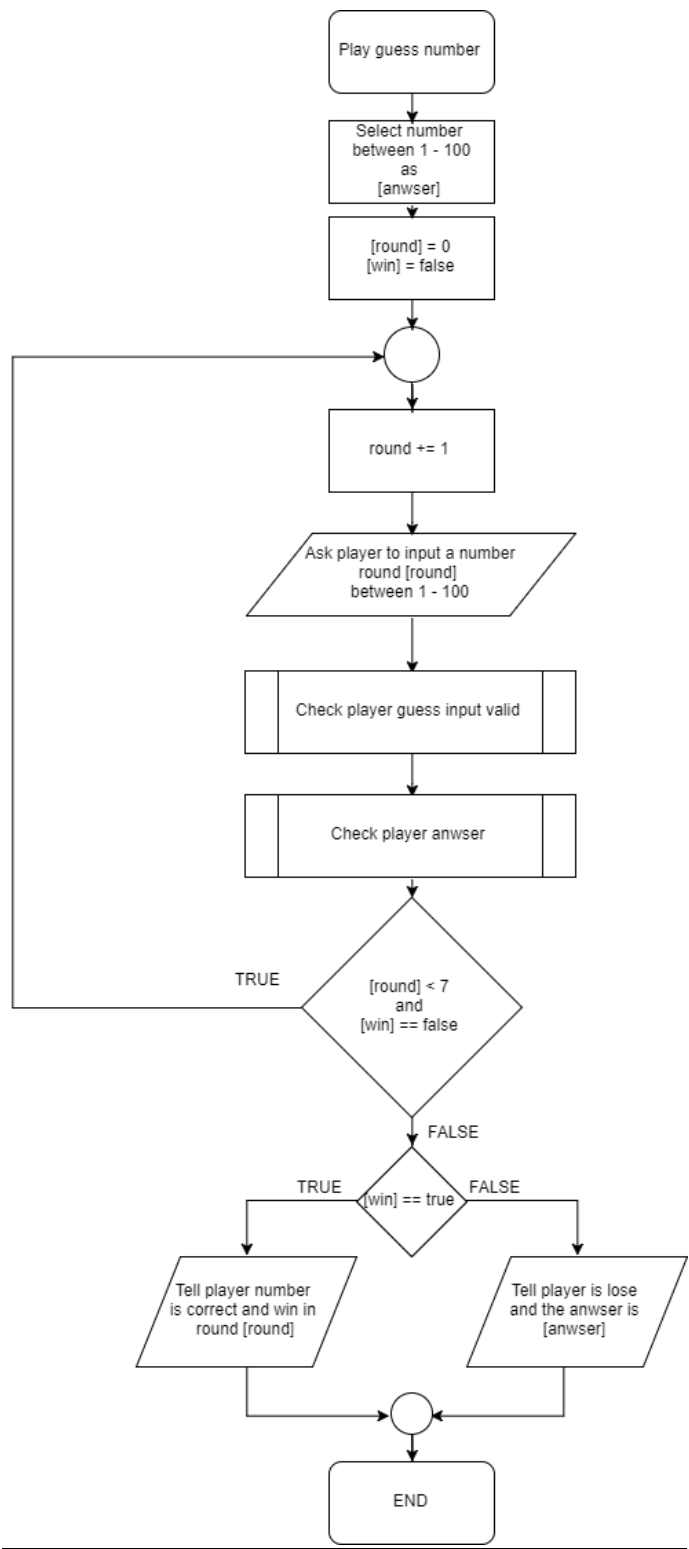 Play guess number
Select number
between 1 - 100
as
[anwser]
[round] = 0
[win] = false
round += 1
Ask player to input a number
round [round]
between 1 - 100
Check player guess input valid
Check player anwser
TRUE
[round] < 7
and
[win] == false
FALSE
TRUE
[win] == true
FALSE
Tell player number
is correct and win in
round [round]
Tell player is lose
and the anwser is
[anwser]
END